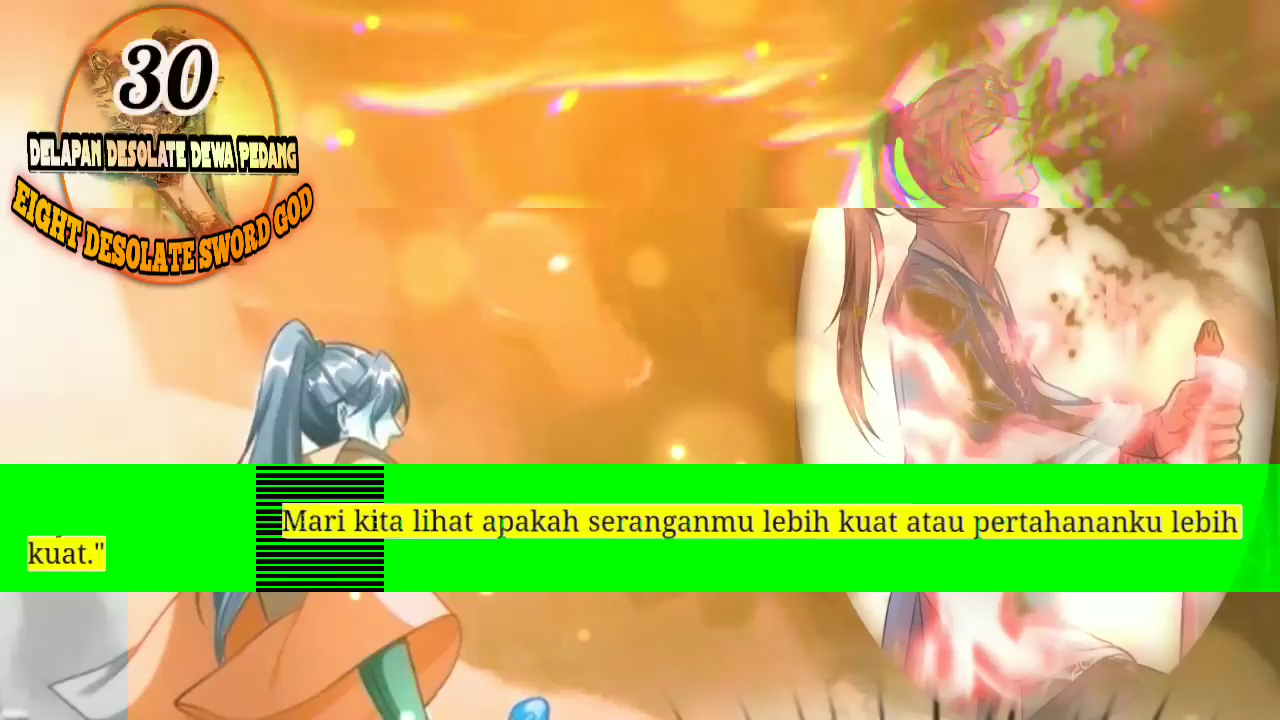 30
DELAPAN DESOLATE DEWA PEDANG
EIGHT DESOLATE SWORD GOD
Mari kita lihat apakah seranganmu lebih kuat atau pertahananku lebih
kuat."